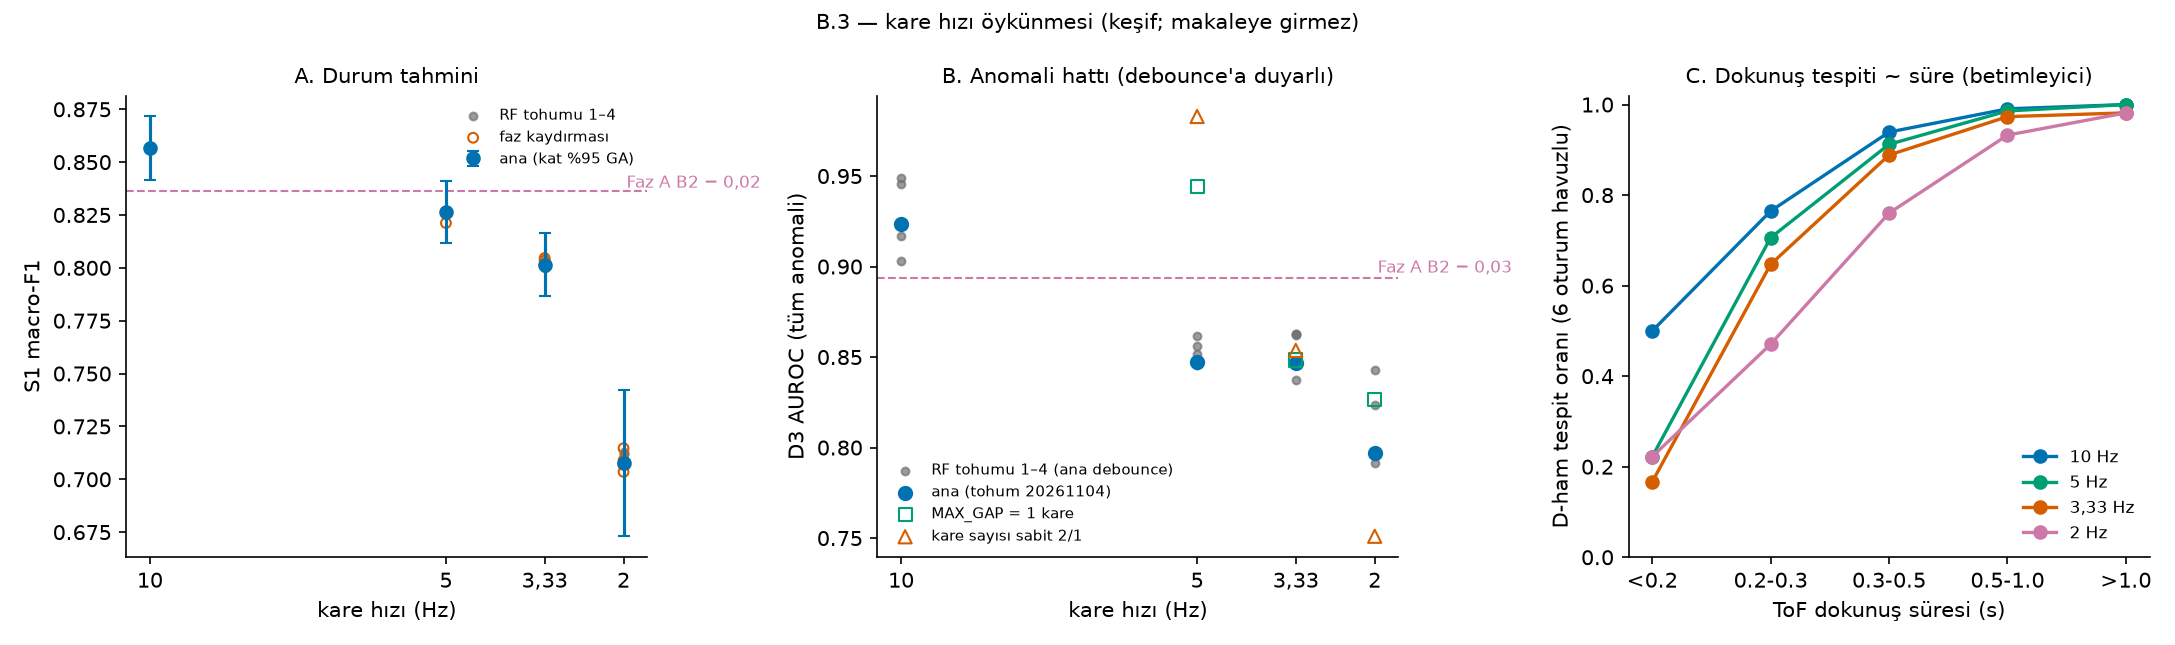 B.3 — kare hızı öykünmesi (keşif; makaleye girmez)
A. Durum tahmini
S1 macro-F1
0.875
0.850
0.825
0.800
0.775
0.750
0.725
0.700
0.675
RF tohumu 1–4
faz kaydırması
ana (kat %95 GA)
Faz A B2 − 0,02
10
5
3,33
2
kare hızı (Hz)
B. Anomali hattı (debounce'a duyarlı)
D3 AUROC (tüm anomali)
0.95
0.90
0.85
0.80
0.75
Faz A B2 − 0,03
RF tohumu 1–4 (ana debounce)
ana (tohum 20261104)
MAX_GAP = 1 kare
kare sayısı sabit 2/1
10
5
3,33
2
kare hızı (Hz)
C. Dokunuş tespiti ~ süre (betimleyici)
D-ham tespit oranı (6 oturum havuzlu)
1.0
0.8
0.6
0.4
0.2
0.0
10 Hz
5 Hz
3,33 Hz
2 Hz
<0.2
0.2-0.3
0.3-0.5
0.5-1.0
>1.0
ToF dokunuş süresi (s)